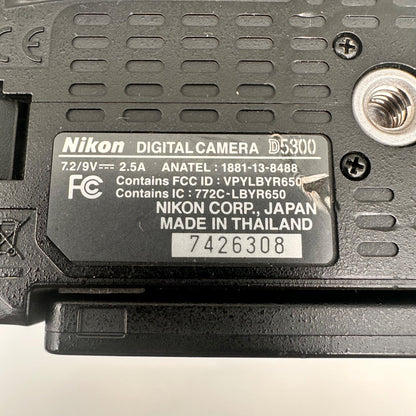 Nikon DIGITAL CAMERA D5300
7.2/9V⎓ 2.5A ANATEL : 1881-13-8488
FC Contains FCC ID : VPYLBYR650
Contains IC : 772C-LBYR650
NIKON CORP., JAPAN
MADE IN THAILAND
7426308